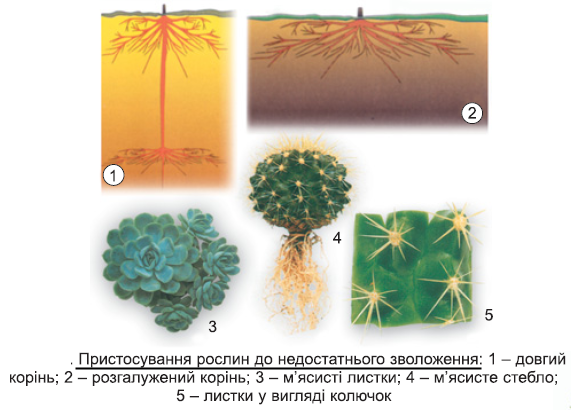 1
2
3
4
5
. Пристосування рослин до недостатнього зволоження: 1 – довгий
корінь; 2 – розгалужений корінь; 3 – м’ясисті листки; 4 – м’ясисте стебло;
5 – листки у вигляді колючок